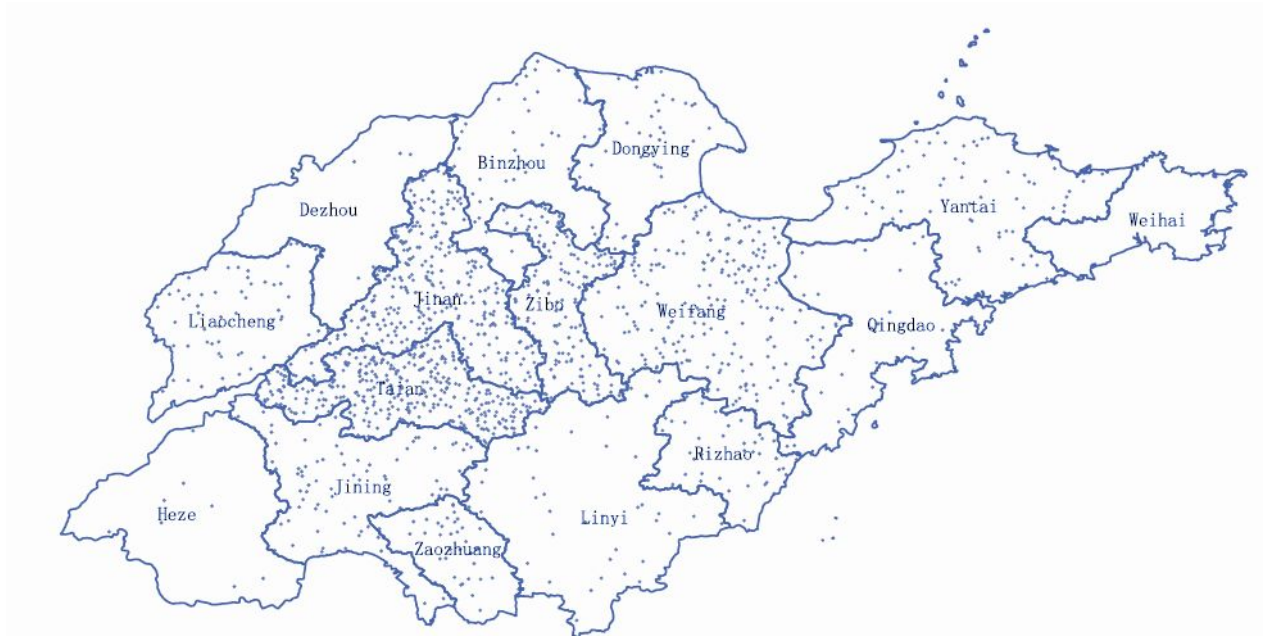 Dongying
Binzhou
Dezhou
Yantai
Weihai
Jinan
Zibo
Weifang
Liaocheng
Qingdao
Taian
Rizhao
Jining
Heze
Linyi
Zaozhuang